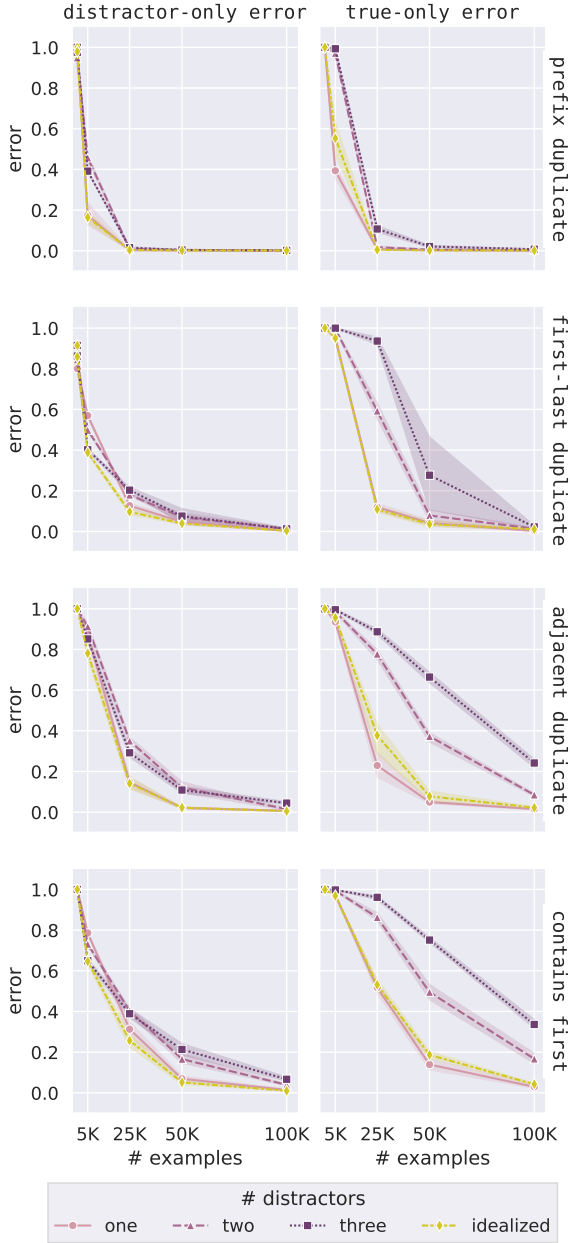 distractor-only error true-only error
1.0
0.8
0.6
0.4
0.2
0.0
error
prefix duplicate
1.0
0.8
0.6
0.4
0.2
0.0
error
first-last duplicate
1.0
0.8
0.6
0.4
0.2
0.0
error
adjacent duplicate
1.0
0.8
0.6
0.4
0.2
0.0
error
contains first
5K 25K 50K 100K 5K 25K 50K 100K
# examples # examples
# distractors
one two three idealized